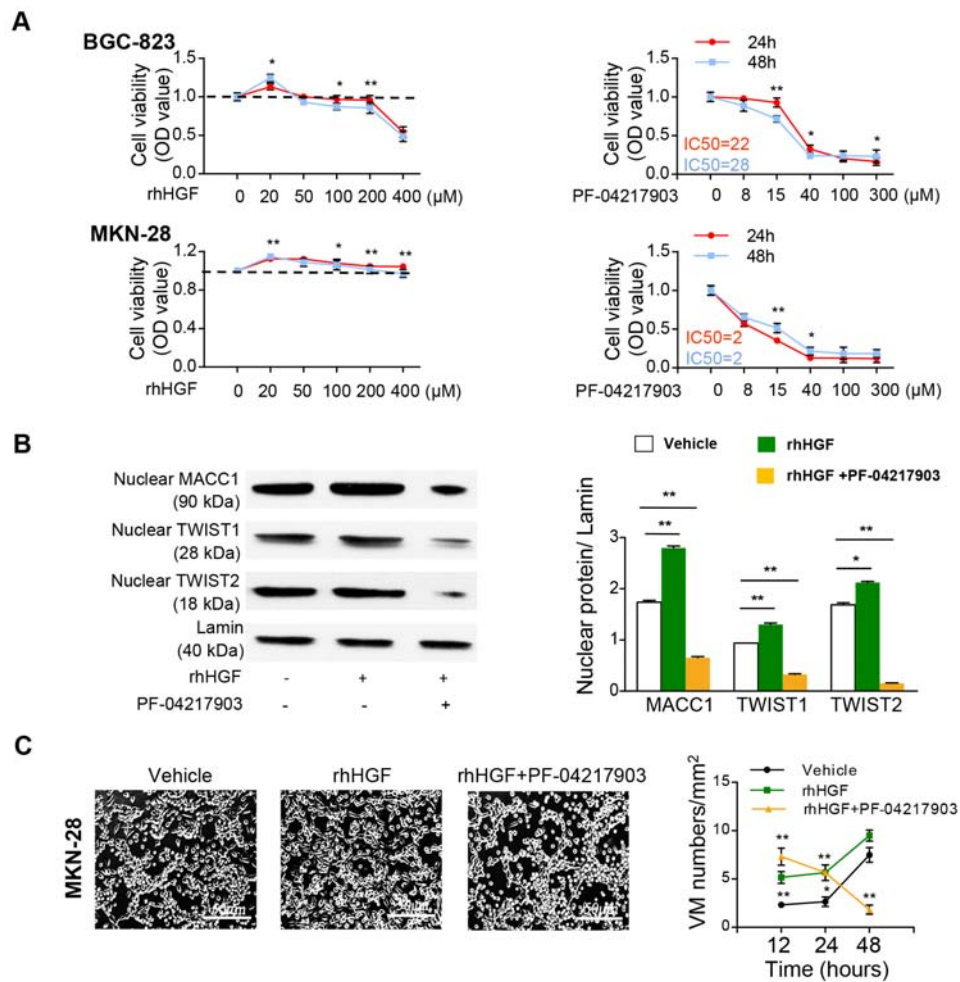 A
BGC-823
Cell viability
(OD value)
1.5
1.0
0.5
0
* * **
rhHGF
0 20 50 100 200 400 (µM)
24h
48h
Cell viability
(OD value)
1.5
1.0
0.5
0.0
** * *
IC50=22
IC50=28
PF-04217903
0 8 15 40 100 300 (µM)
MKN-28
Cell viability
(OD value)
1.2
1.0
0.5
0
** * ** **
rhHGF
0 20 50 100 200 400 (µM)
24h
48h
Cell viability
(OD value)
1.5
1.0
0.5
0.0
** *
IC50=2
IC50=2
PF-04217903
0 8 15 40 100 300 (µM)
B
Nuclear MACC1
(90 kDa)
Nuclear TWIST1
(28 kDa)
Nuclear TWIST2
(18 kDa)
Lamin
(40 kDa)
rhHGF - + +
PF-04217903 - - +
Vehicle
rhHGF
rhHGF +PF-04217903
Nuclear protein/ Lamin
3
2
1
0
** ** **
** ** *
MACC1 TWIST1 TWIST2
C
MKN-28
Vehicle
rhHGF
rhHGF+PF-04217903
Vehicle
rhHGF
rhHGF+PF-04217903
VM numbers/mm²
15
10
5
0
** **
** * **
12 24 48
Time (hours)